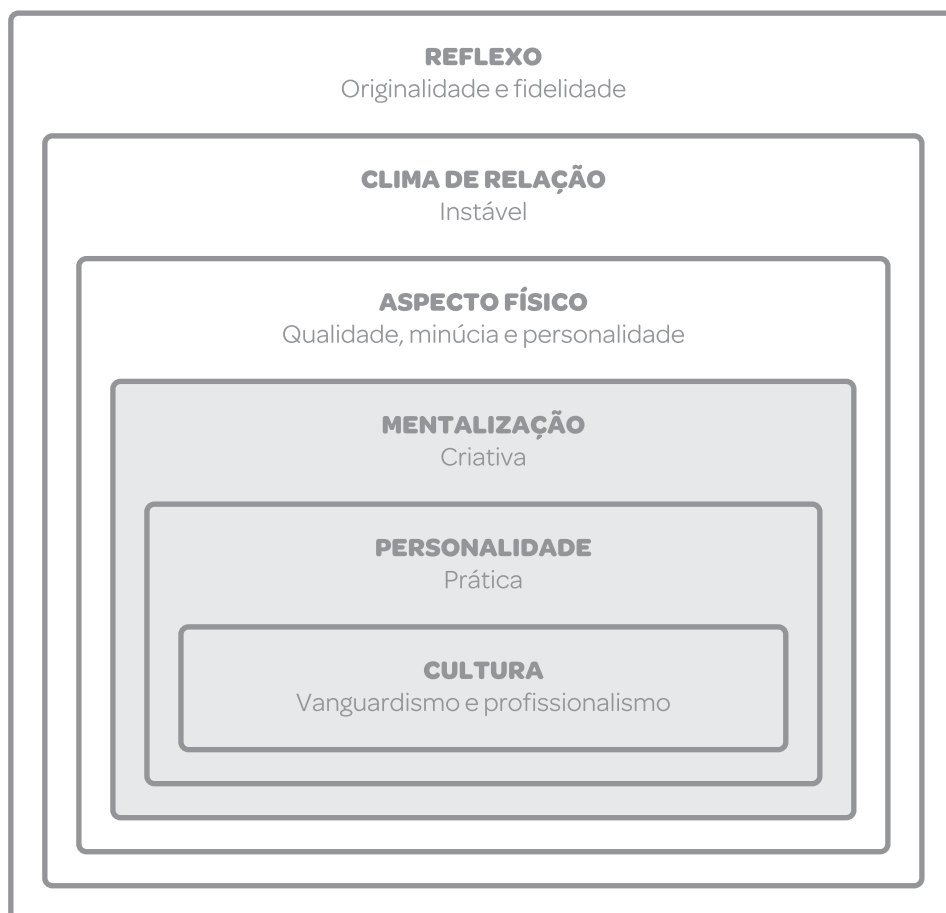 REFLEXO
Originalidade e fidelidade
CLIMA DE RELAÇÃO
Instável
ASPECTO FÍSICO
Qualidade, minúcia e personalidade
MENTALIZAÇÃO
Criativa
PERSONALIDADE
Prática
CULTURA
Vanguardismo e profissionalismo